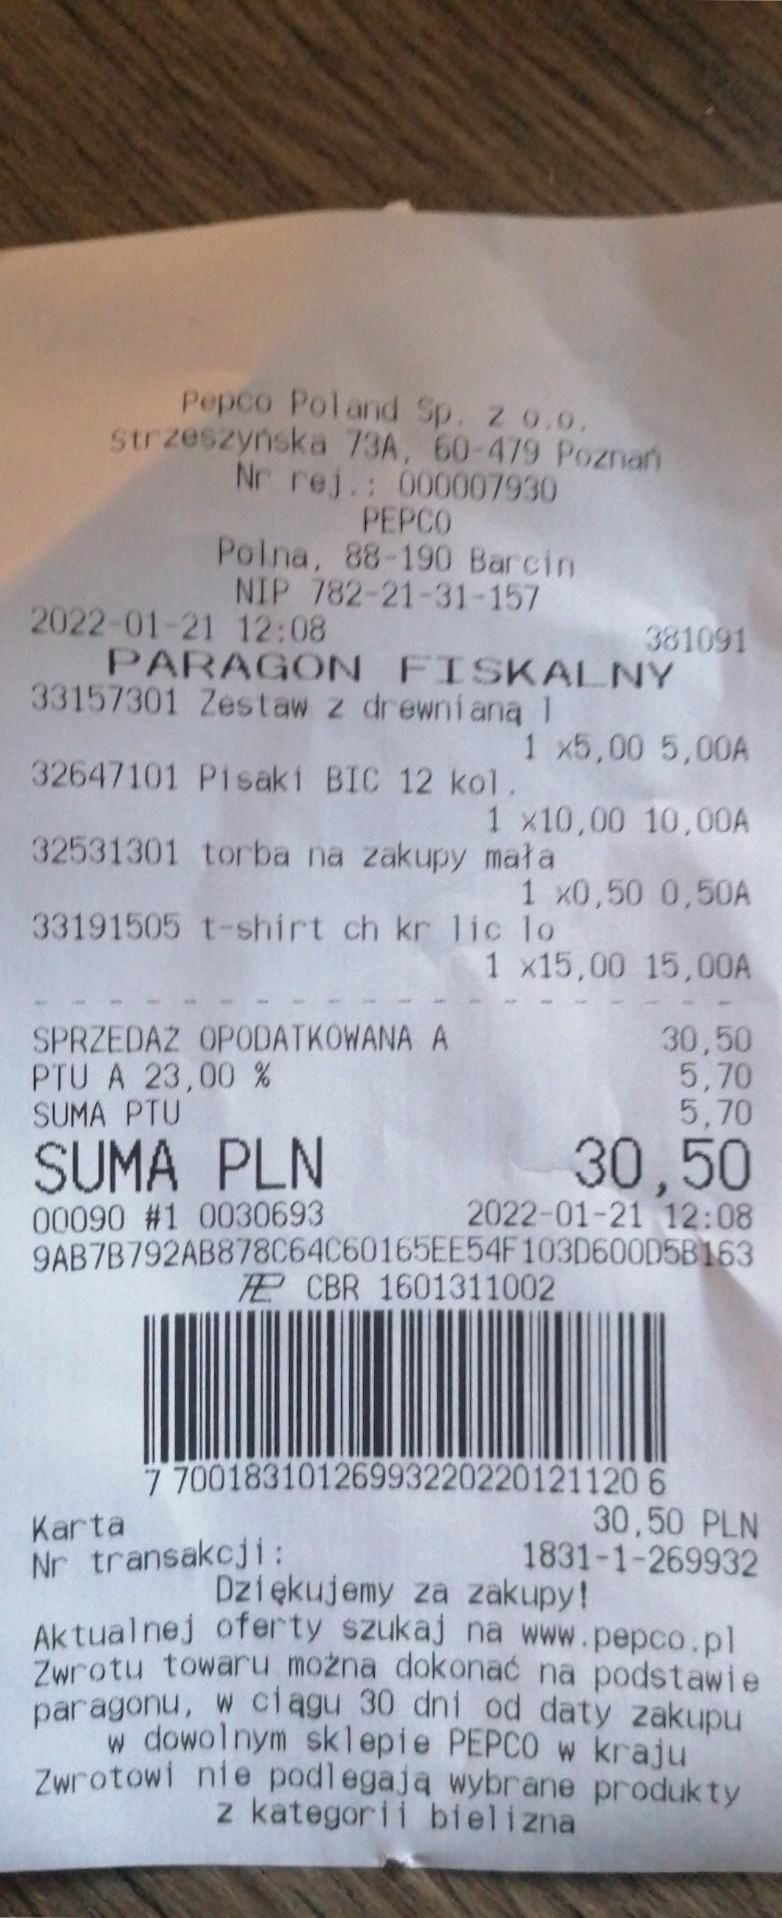 Pepco Poland Sp. z o.o.
Strzeszyńska 73A, 60-479 Poznań
Nr rej.: 000007930
PEPCO
Polna, 88-190 Barcin
NIP 782-21-31-157
2022-01-21 12:08 381091
PARAGON FISKALNY
33157301 Zestaw z drewnianą l
1 x5,00 5,00A
32647101 Pisaki BIC 12 kol.
1 x10,00 10,00A
32531301 torba na zakupy mała
1 x0,50 0,50A
33191505 t-shirt ch kr lic lo
1 x15,00 15,00A
- - - - - - - - - - - - - - - - - - - -
SPRZEDAŻ OPODATKOWANA A 30,50
PTU A 23,00 % 5,70
SUMA PTU 5,70
SUMA PLN 30,50
00090 #1 0030693 2022-01-21 12:08
9AB7B792AB878C64C60165EE54F103D600D5B163
CBR 1601311002
7 70018310126993220220121120 6
Karta 30,50 PLN
Nr transakcji: 1831-1-269932
Dziękujemy za zakupy!
Aktualnej oferty szukaj na www.pepco.pl
Zwrotu towaru można dokonać na podstawie
paragonu, w ciągu 30 dni od daty zakupu
w dowolnym sklepie PEPCO w kraju
Zwrotowi nie podlegają wybrane produkty
z kategorii bielizna